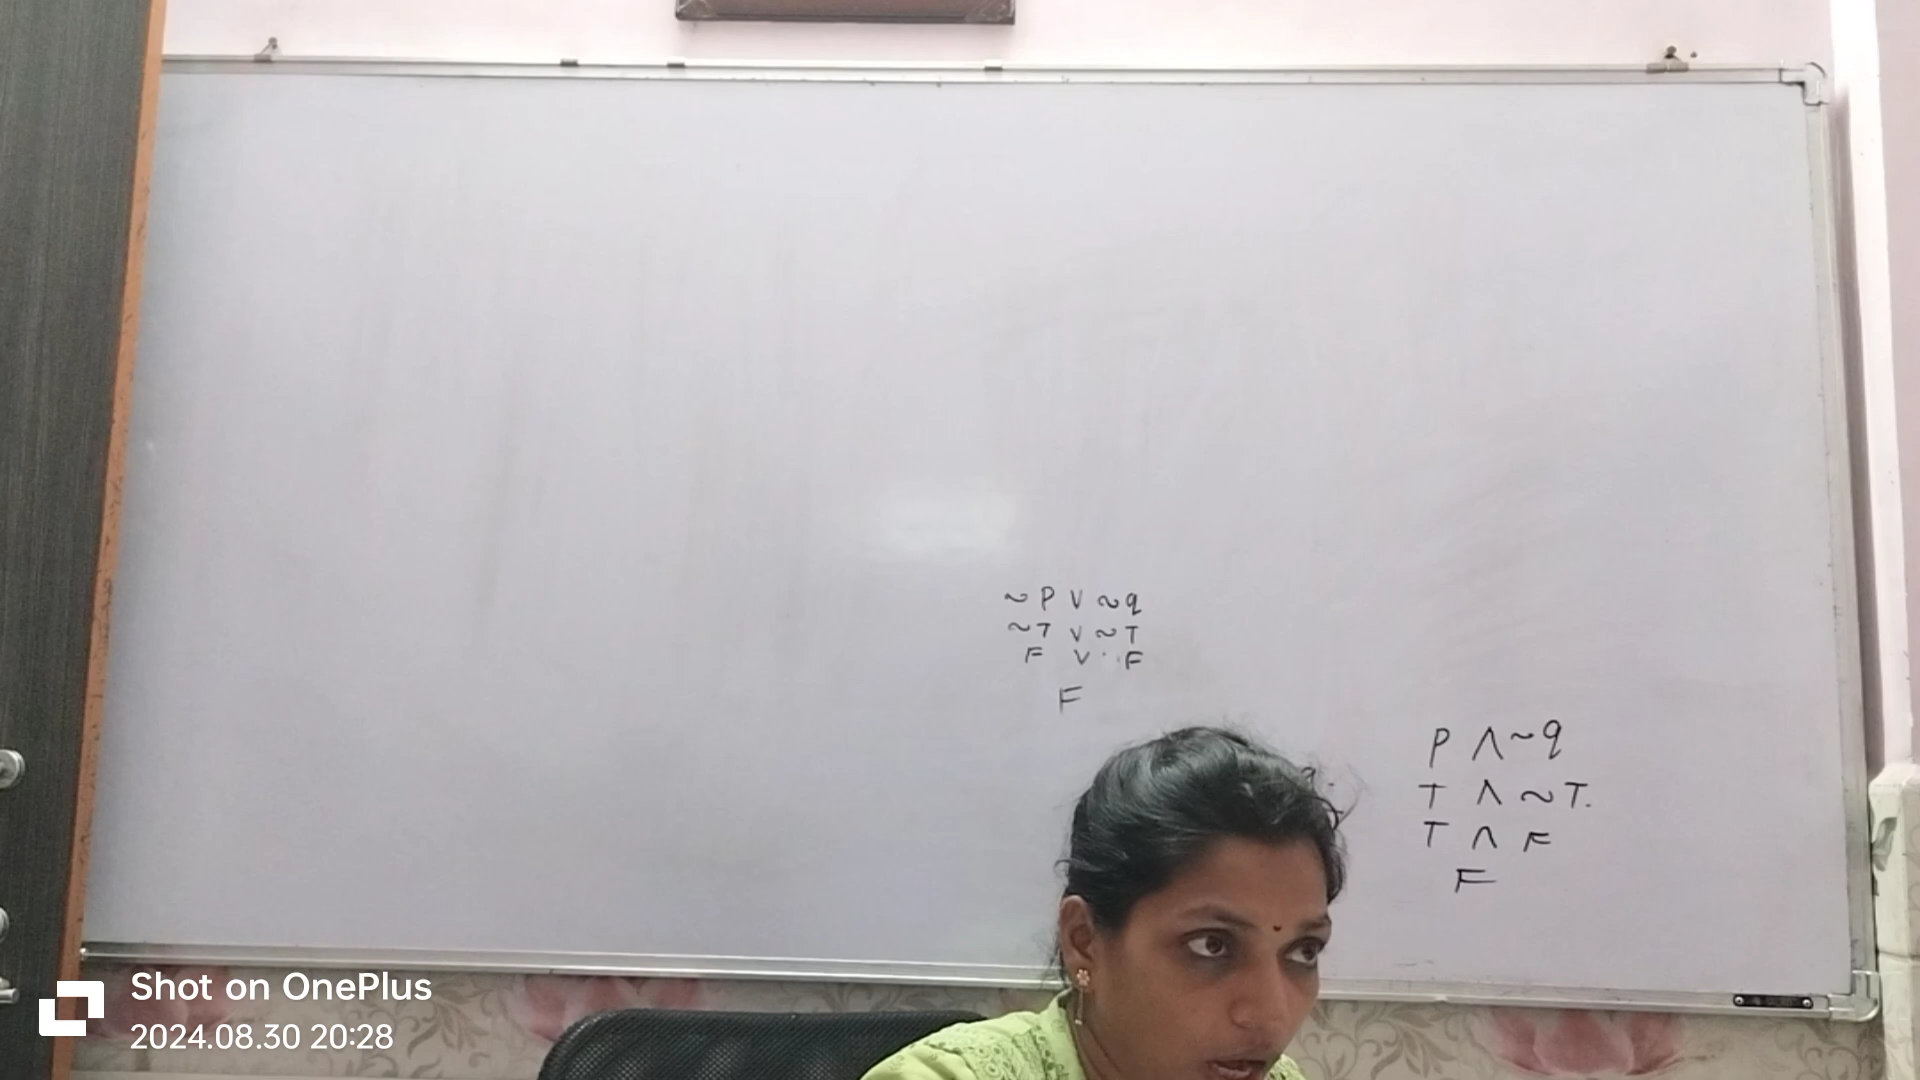 ~ P V ~q
~T V ~T
F V F
F
P Λ ~q
T Λ ~T.
T Λ F
F
Shot on OnePlus
2024.08.30 20:28